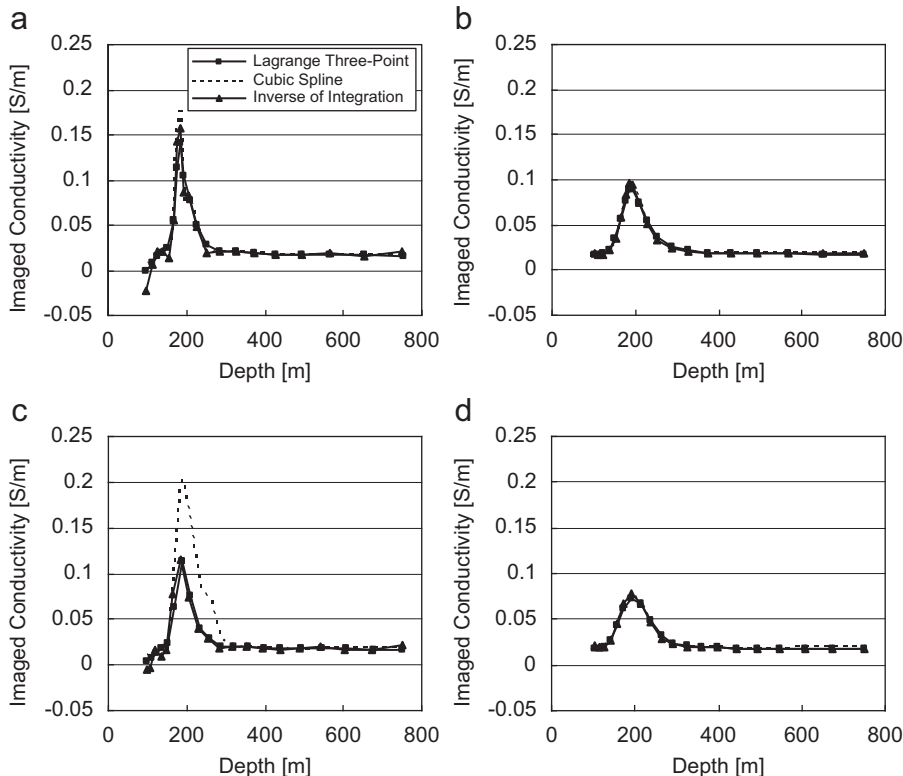 a
0.25
0.2
0.15
0.1
0.05
0
-0.05
Imaged Conductivity [S/m]
Lagrange Three-Point
Cubic Spline
Inverse of Integration
0 200 400 600 800
Depth [m]
b
0.25
0.2
0.15
0.1
0.05
0
-0.05
Imaged Conductivity [S/m]
0 200 400 600 800
Depth [m]
c
0.25
0.2
0.15
0.1
0.05
0
-0.05
Imaged Conductivity [S/m]
0 200 400 600 800
Depth [m]
d
0.25
0.2
0.15
0.1
0.05
0
-0.05
Imaged Conductivity [S/m]
0 200 400 600 800
Depth [m]